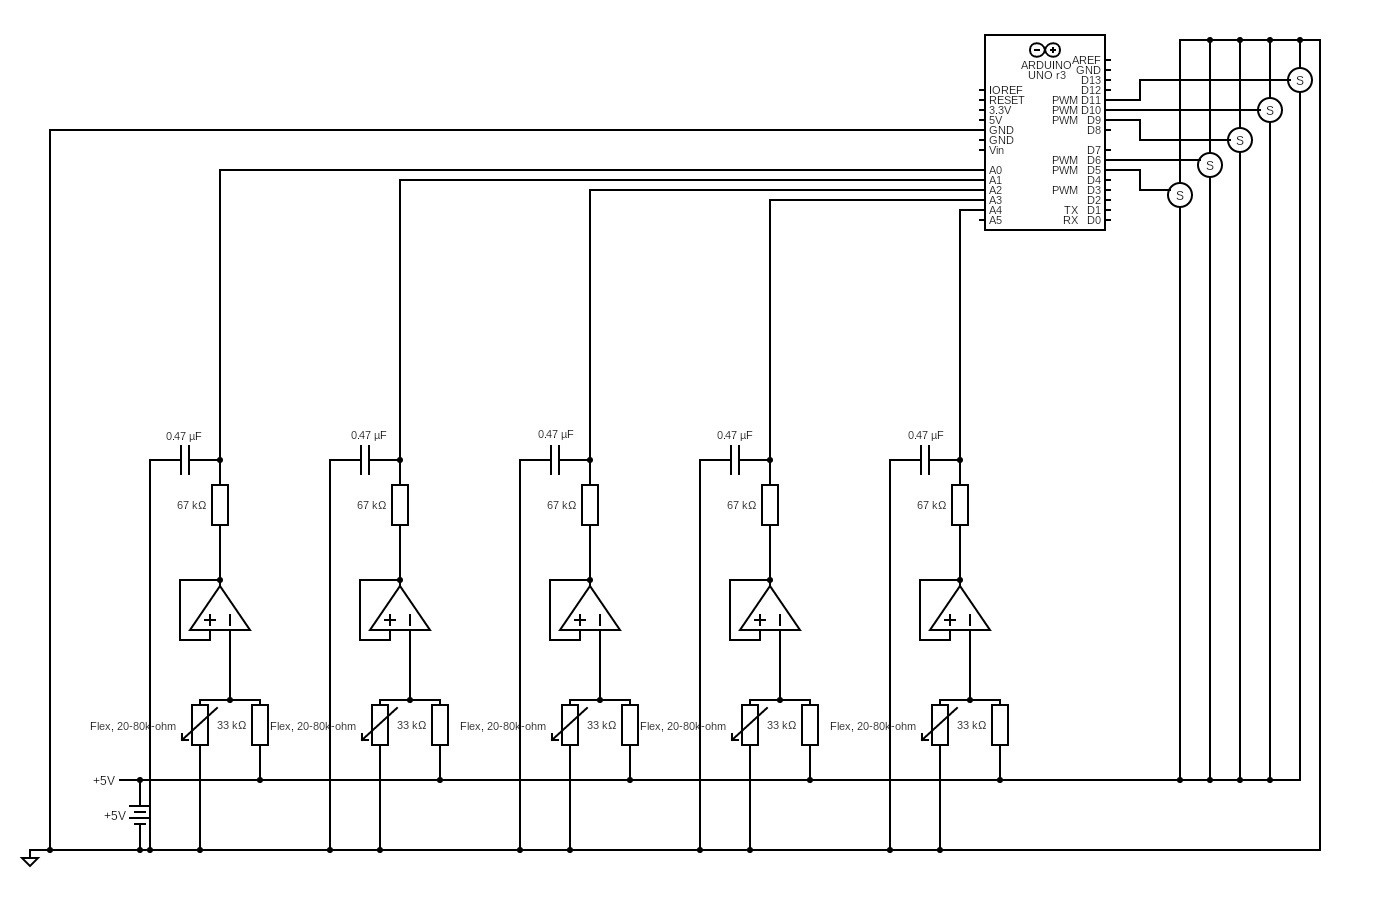 ARDUINO
UNO r3
AREF
GND
D13
D12
PWM D11
PWM D10
PWM D9
D8
D7
PWM D6
PWM D5
D4
PWM D3
D2
TX D1
RX D0
IOREF
RESET
3.3V
5V
GND
GND
Vin
A0
A1
A2
A3
A4
A5
S
S
S
S
S
0.47 µF
0.47 µF
0.47 µF
0.47 µF
0.47 µF
67 kΩ
67 kΩ
67 kΩ
67 kΩ
67 kΩ
Flex, 20-80k-ohm
33 kΩ
Flex, 20-80k-ohm
33 kΩ
Flex, 20-80k-ohm
33 kΩ
Flex, 20-80k-ohm
33 kΩ
Flex, 20-80k-ohm
33 kΩ
+5V
+5V